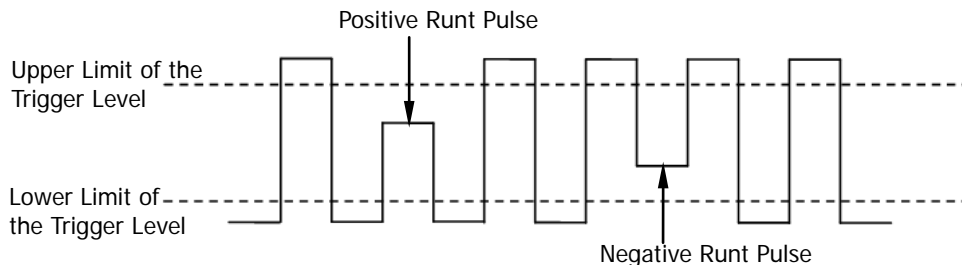 Positive Runt Pulse
Upper Limit of the
Trigger Level
Lower Limit of
the Trigger Level
Negative Runt Pulse